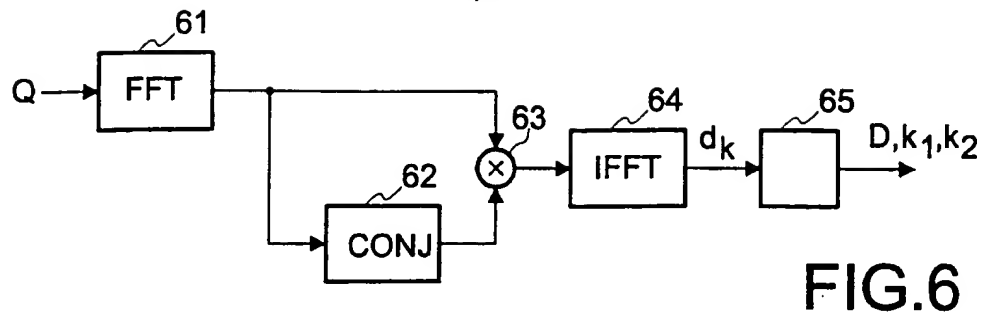 61
Q
FFT
62
CONJ
63
×
64
IFFT
d_k
65
D,k_1,k_2
FIG.6